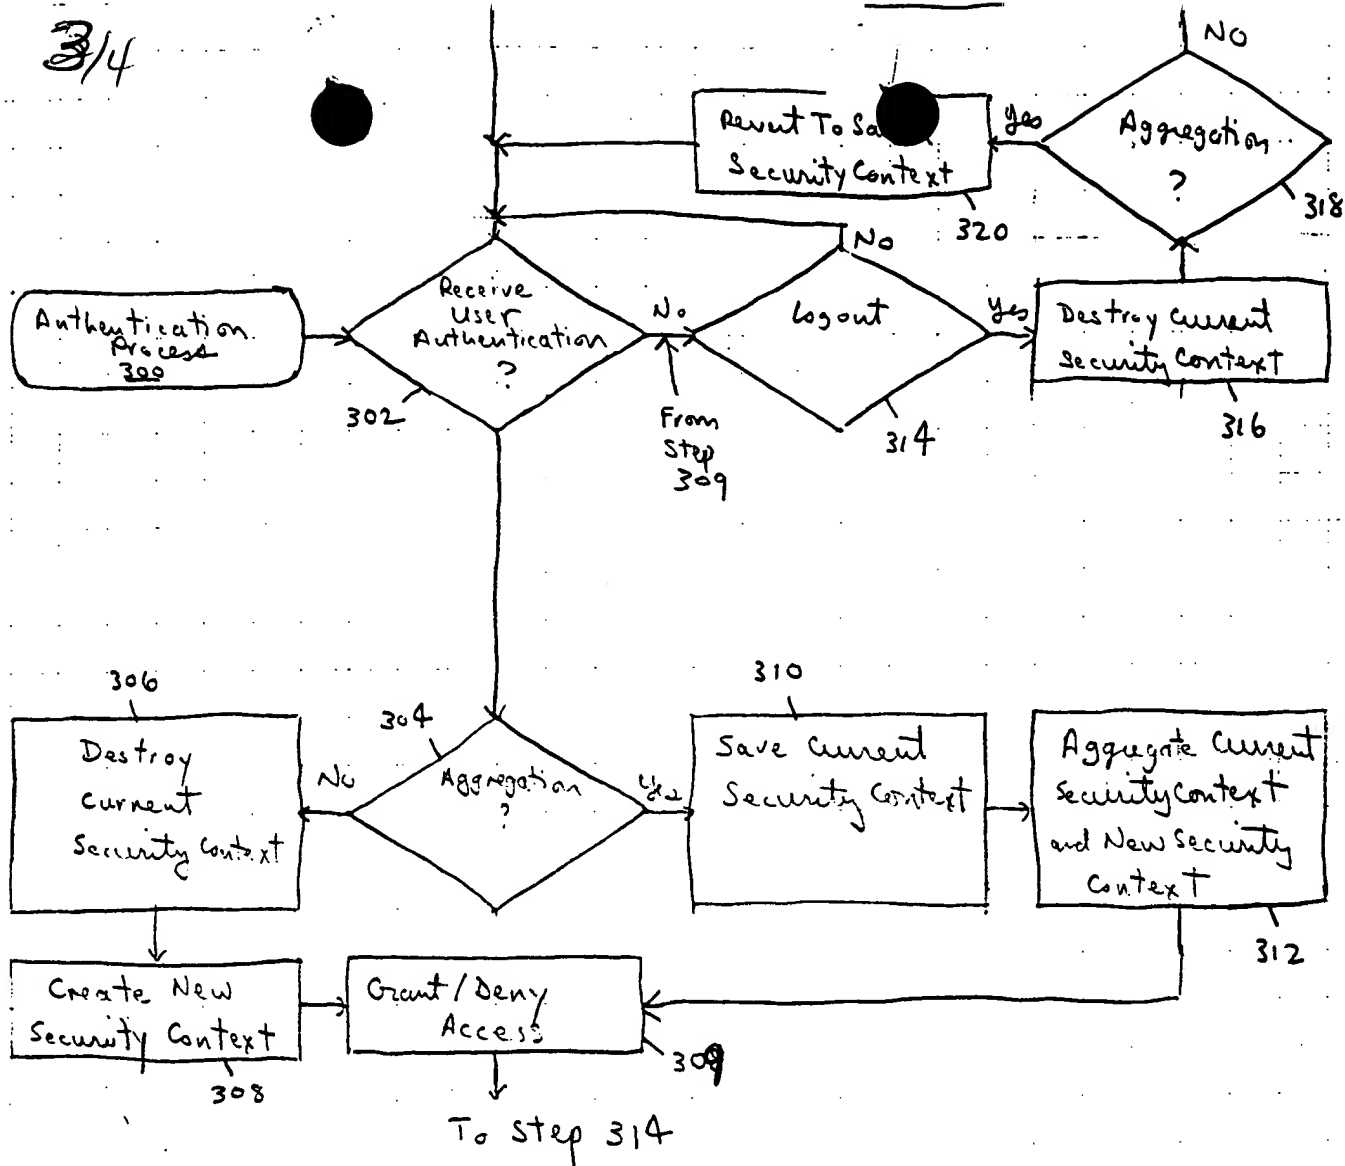 3/4
NO
Revert To Sa
Security Context
320
Yes
Aggregation
?
318
Authentication
Process
300
Receive
User
Authentication
?
302
No
From
Step
309
No
Logout
314
Yes
Destroy Current
Security Context
316
306
Destroy
Current
Security Context
No
304
Aggregation
?
Yes
310
Save Current
Security Context
Aggregate Current
Security Context
and New Security
Context
312
Create New
Security Context
308
Grant/Deny
Access
309
To Step 314